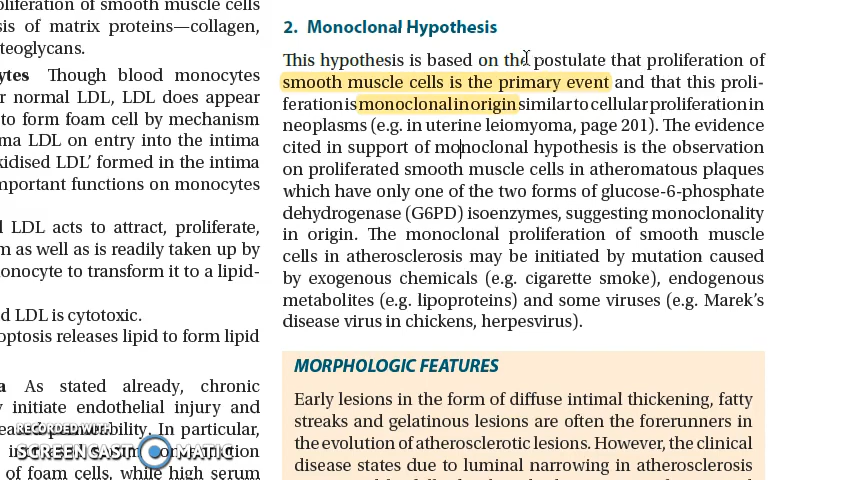 roliferation of smooth muscle cells
sis of matrix proteins—collagen,
teoglycans.
ytes Though blood monocytes
r normal LDL, LDL does appear
to form foam cell by mechanism
ma LDL on entry into the intima
xidised LDL’ formed in the intima
mportant functions on monocytes
d LDL acts to attract, proliferate,
m as well as is readily taken up by
onocyte to transform it to a lipid-
d LDL is cytotoxic.
optosis releases lipid to form lipid
a As stated already, chronic
y initiate endothelial injury and
permeability. In particular,
of foam cells, while high serum
RECORDED WITH
SCREENCAST MATIC
2. Monoclonal Hypothesis
This hypothesis is based on the postulate that proliferation of
smooth muscle cells is the primary event and that this proli-
feration is monoclonal in origin similar to cellular proliferation in
neoplasms (e.g. in uterine leiomyoma, page 201). The evidence
cited in support of monoclonal hypothesis is the observation
on proliferated smooth muscle cells in atheromatous plaques
which have only one of the two forms of glucose-6-phosphate
dehydrogenase (G6PD) isoenzymes, suggesting monoclonality
in origin. The monoclonal proliferation of smooth muscle
cells in atherosclerosis may be initiated by mutation caused
by exogenous chemicals (e.g. cigarette smoke), endogenous
metabolites (e.g. lipoproteins) and some viruses (e.g. Marek’s
disease virus in chickens, herpesvirus).
MORPHOLOGIC FEATURES
Early lesions in the form of diffuse intimal thickening, fatty
streaks and gelatinous lesions are often the forerunners in
the evolution of atherosclerotic lesions. However, the clinical
disease states due to luminal narrowing in atherosclerosis